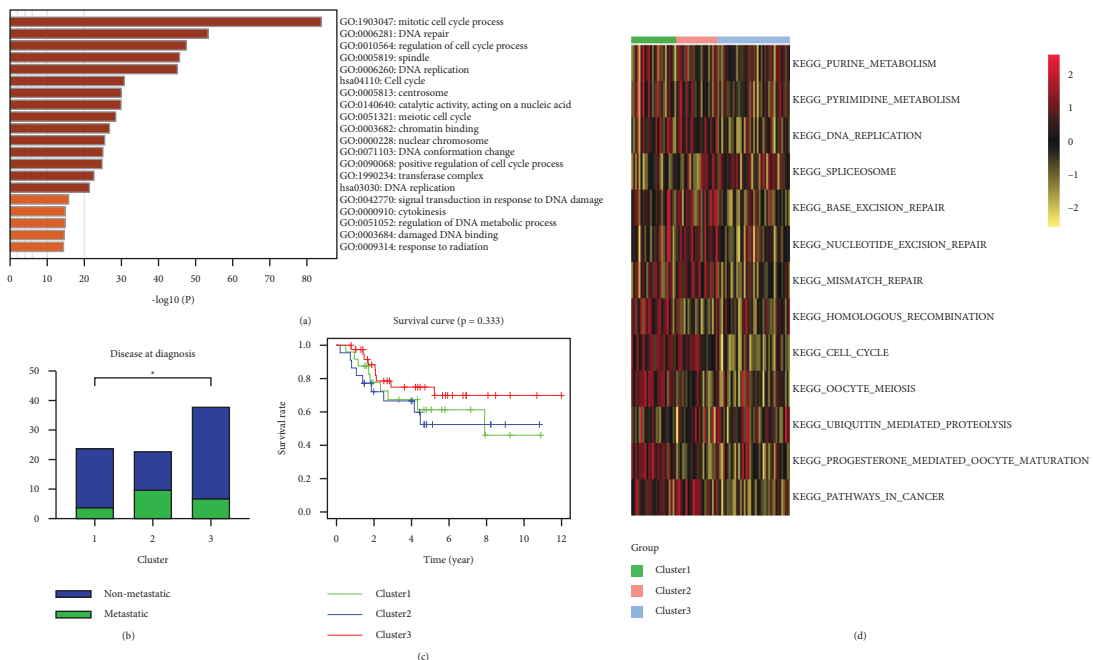 GO:1903047: mitotic cell cycle process
GO:0006281: DNA repair
GO:0010564: regulation of cell cycle process
GO:0005819: spindle
GO:0006260: DNA replication
hsa04110: Cell cycle
GO:0005813: centrosome
GO:0140640: catalytic activity, acting on a nucleic acid
GO:0051321: meiotic cell cycle
GO:0003682: chromatin binding
GO:0000228: nuclear chromosome
GO:0071103: DNA conformation change
GO:0090068: positive regulation of cell cycle process
GO:1990234: transferase complex
hsa03030: DNA replication
GO:0042770: signal transduction in response to DNA damage
GO:0000910: cytokinesis
GO:0051052: regulation of DNA metabolic process
GO:0003684: damaged DNA binding
GO:0009314: response to radiation
0 10 20 30 40 50 60 70 80
-log10 (P)
(a)
Disease at diagnosis
*
50
40
30
20
10
0
1 2 3
Cluster
Non-metastatic
Metastatic
(b)
Survival curve (p = 0.333)
Survival rate
1.0
0.8
0.6
0.4
0.2
0.0
0 2 4 6 8 10 12
Time (year)
Cluster1
Cluster2
Cluster3
(c)
KEGG_PURINE_METABOLISM
KEGG_PYRIMIDINE_METABOLISM
KEGG_DNA_REPLICATION
KEGG_SPLICEOSOME
KEGG_BASE_EXCISION_REPAIR
KEGG_NUCLEOTIDE_EXCISION_REPAIR
KEGG_MISMATCH_REPAIR
KEGG_HOMOLOGOUS_RECOMBINATION
KEGG_CELL_CYCLE
KEGG_OOCYTE_MEIOSIS
KEGG_UBIQUITIN_MEDIATED_PROTEOLYSIS
KEGG_PROGESTERONE_MEDIATED_OOCYTE_MATURATION
KEGG_PATHWAYS_IN_CANCER
2
1
0
−1
−2
Group
Cluster1
Cluster2
Cluster3
(d)